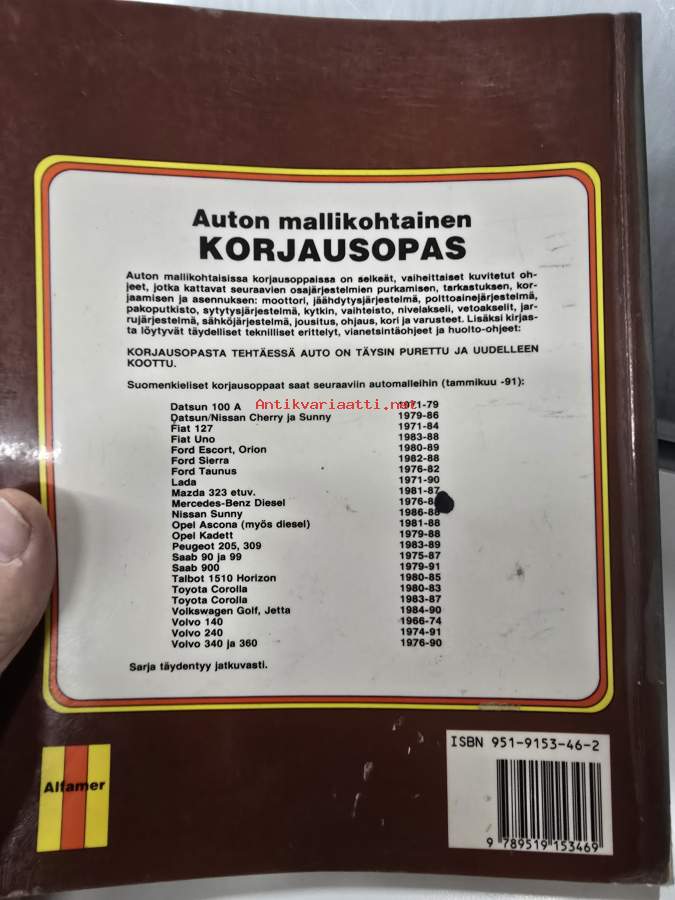 Auton mallikohtainen
KORJAUSOPAS
Auton mallikohtaisissa korjausoppaissa on selkeät, vaiheittaiset kuvitetut oh-
jeet, jotka kattavat seuraavien osajärjestelmien purkamisen, tarkastuksen, kor-
jaamisen ja asennuksen: moottori, jäähdytysjärjestelmä, polttoainejärjestelmä,
pakoputkisto, sytytysjärjestelmä, kytkin, vaihteisto, nivelakseli, vetoakselit, jar-
rujärjestelmä, sähköjärjestelmä, jousitus, ohjaus, kori ja varusteet. Lisäksi kirjas-
ta löytyvät täydelliset teknilliset erittelyt, vianetsintäohjeet ja huolto-ohjeet:
KORJAUSOPASTA TEHTÄESSÄ AUTO ON TÄYSIN PURETTU JA UUDELLEEN
KOOTTU.
Suomenkieliset korjausoppaat saat seuraaviin automalleihin (tammikuu -91):
Antikvariaatti.net
Datsun 100 A 1971-79
Datsun/Nissan Cherry ja Sunny 1979-86
Fiat 127 1971-84
Fiat Uno 1983-88
Ford Escort, Orion 1980-89
Ford Sierra 1982-88
Ford Taunus 1976-82
Lada 1971-90
Mazda 323 etuv. 1981-87
Mercedes-Benz Diesel
Nissan Sunny 1986-88
Opel Ascona (myös diesel) 1981-88
Opel Kadett 1979-88
Peugeot 205, 309 1983-89
Saab 90 ja 99 1975-87
Saab 900 1979-91
Talbot 1510 Horizon 1980-85
Toyota Corolla 1980-83
Toyota Corolla 1983-87
Volkswagen Golf, Jetta 1984-90
Volvo 140 1966-74
Volvo 240 1974-91
Volvo 340 ja 360 1976-90
Sarja täydentyy jatkuvasti.
Alfamer
ISBN 951-9153-46-2
9 789519 153469